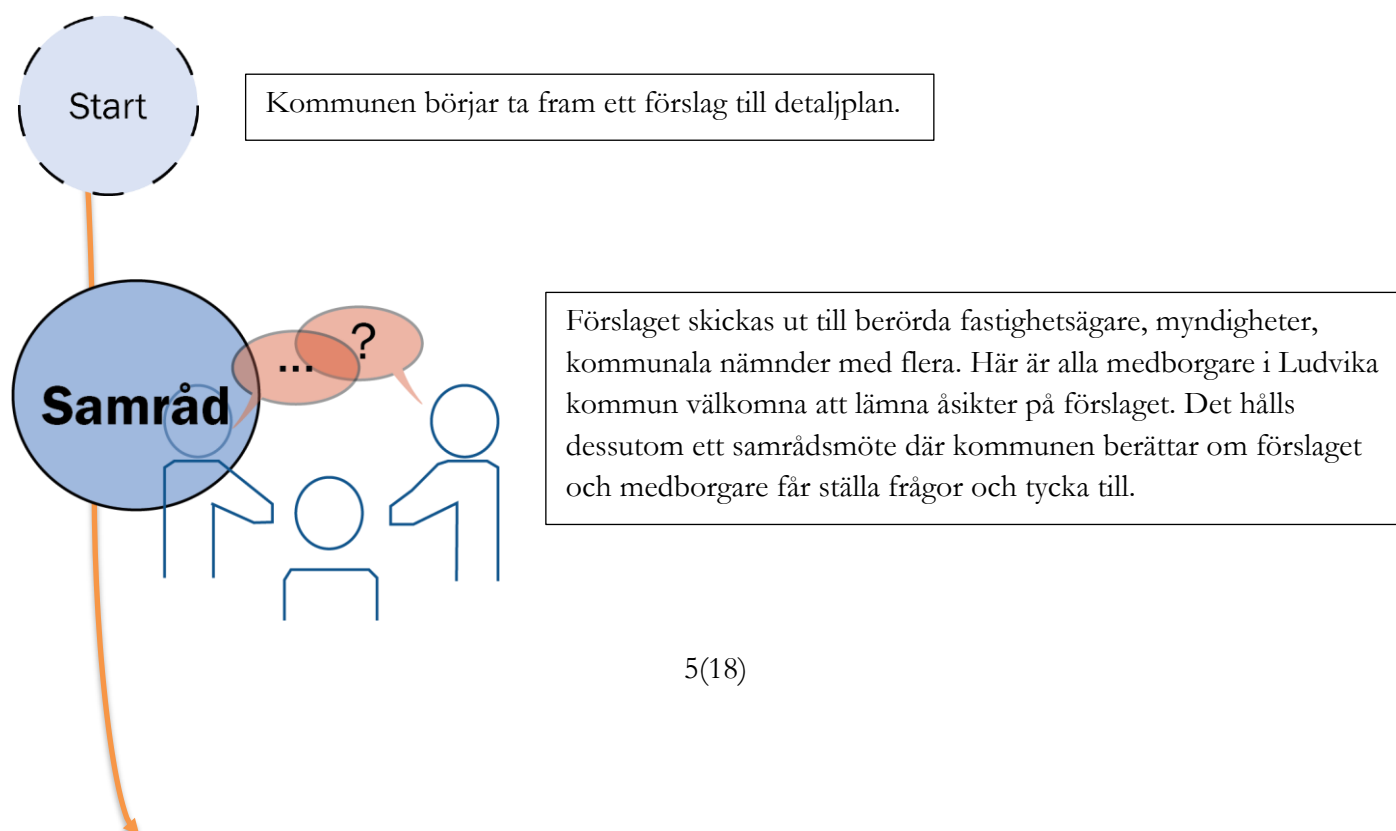 Start
Kommunen börjar ta fram ett förslag till detaljplan.
Samråd
...
?
Förslaget skickas ut till berörda fastighetsägare, myndigheter,
kommunala nämnder med flera. Här är alla medborgare i Ludvika
kommun välkomna att lämna åsikter på förslaget. Det hålls
dessutom ett samrådsmöte där kommunen berättar om förslaget
och medborgare får ställa frågor och tycka till.
5(18)